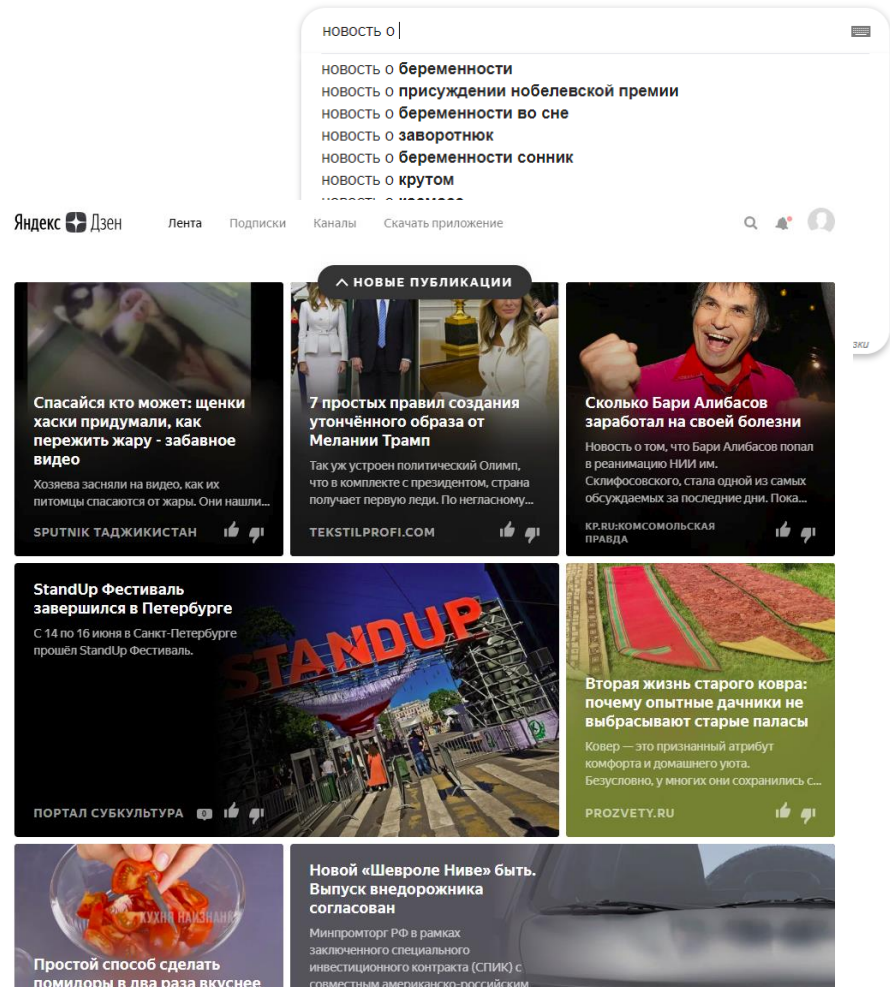 новость о
новость о беременности
новость о присуждении нобелевской премии
новость о беременности во сне
новость о заворотнюк
новость о беременности сонник
новость о крутом
Яндекс Дзен
Лента
Подписки
Каналы
Скачать приложение
НОВЫЕ ПУБЛИКАЦИИ
Спасайся кто может: щенки
хаски придумали, как
пережить жару - забавное
видео
Хозяева засняли на видео, как их
питомцы спасаются от жары. Они нашли...
SPUTNIK ТАДЖИКИСТАН
7 простых правил создания
утончённого образа от
Мелании Трамп
Так уж устроен политический Олимп,
что в комплекте с президентом, страна
получает первую леди. По негласному...
TEKSTILPROFI.COM
Сколько Бари Алибасов
заработал на своей болезни
Новость о том, что Бари Алибасов попал
в реанимацию НИИ им.
Склифосовского, стала одной из самых
обсуждаемых за последние дни. Пока...
KP.RU:КОМСОМОЛЬСКАЯ
ПРАВДА
зки
StandUp Фестиваль
завершился в Петербурге
С 14 по 16 июня в Санкт-Петербурге
прошёл StandUp Фестиваль.
STANDUP
ПОРТАЛ СУБКУЛЬТУРА
0
Вторая жизнь старого ковра:
почему опытные дачники не
выбрасывают старые паласы
Ковер — это признанный атрибут
комфорта и домашнего уюта.
Безусловно, у многих они сохранились с...
PROZVETY.RU
КУХНЯ НАИЗНАНКУ
Простой способ сделать
помидоры в два раза вкуснее
Новой «Шевроле Ниве» быть.
Выпуск внедорожника
согласован
Минпромторг РФ в рамках
заключенного специального
инвестиционного контракта (СПИК) с
совместным американско-российским